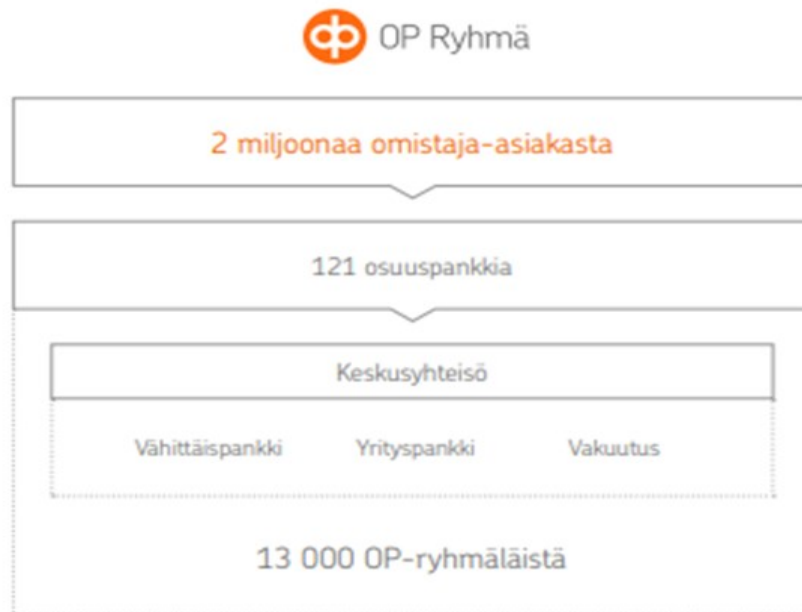 OP Ryhmä
2 miljoonaa omistaja-asiakasta
121 osuuspankkia
Keskusyhteisö
Vähittäispankki Yrityspankki Vakuutus
13 000 OP-ryhmäläistä